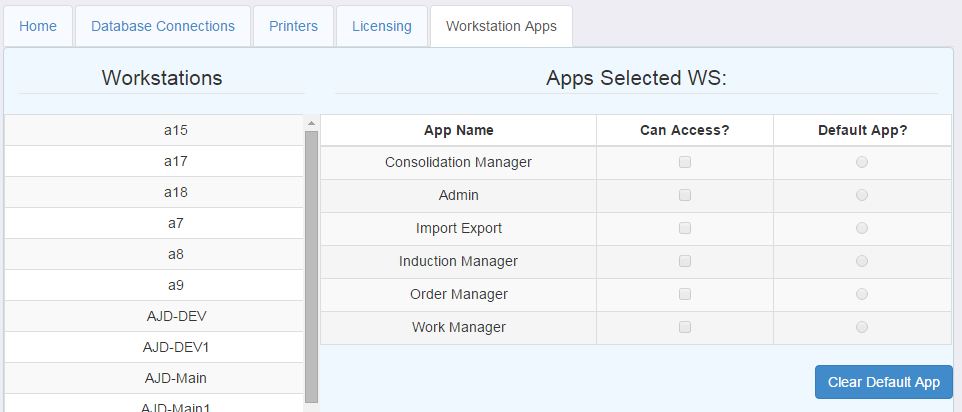 Home Database Connections Printers Licensing Workstation Apps
Workstations
a15
a17
a18
a7
a8
a9
AJD-DEV
AJD-DEV1
AJD-Main
AJD-Main1
Apps Selected WS:
App Name Can Access? Default App?
Consolidation Manager
Admin
Import Export
Induction Manager
Order Manager
Work Manager
Clear Default App